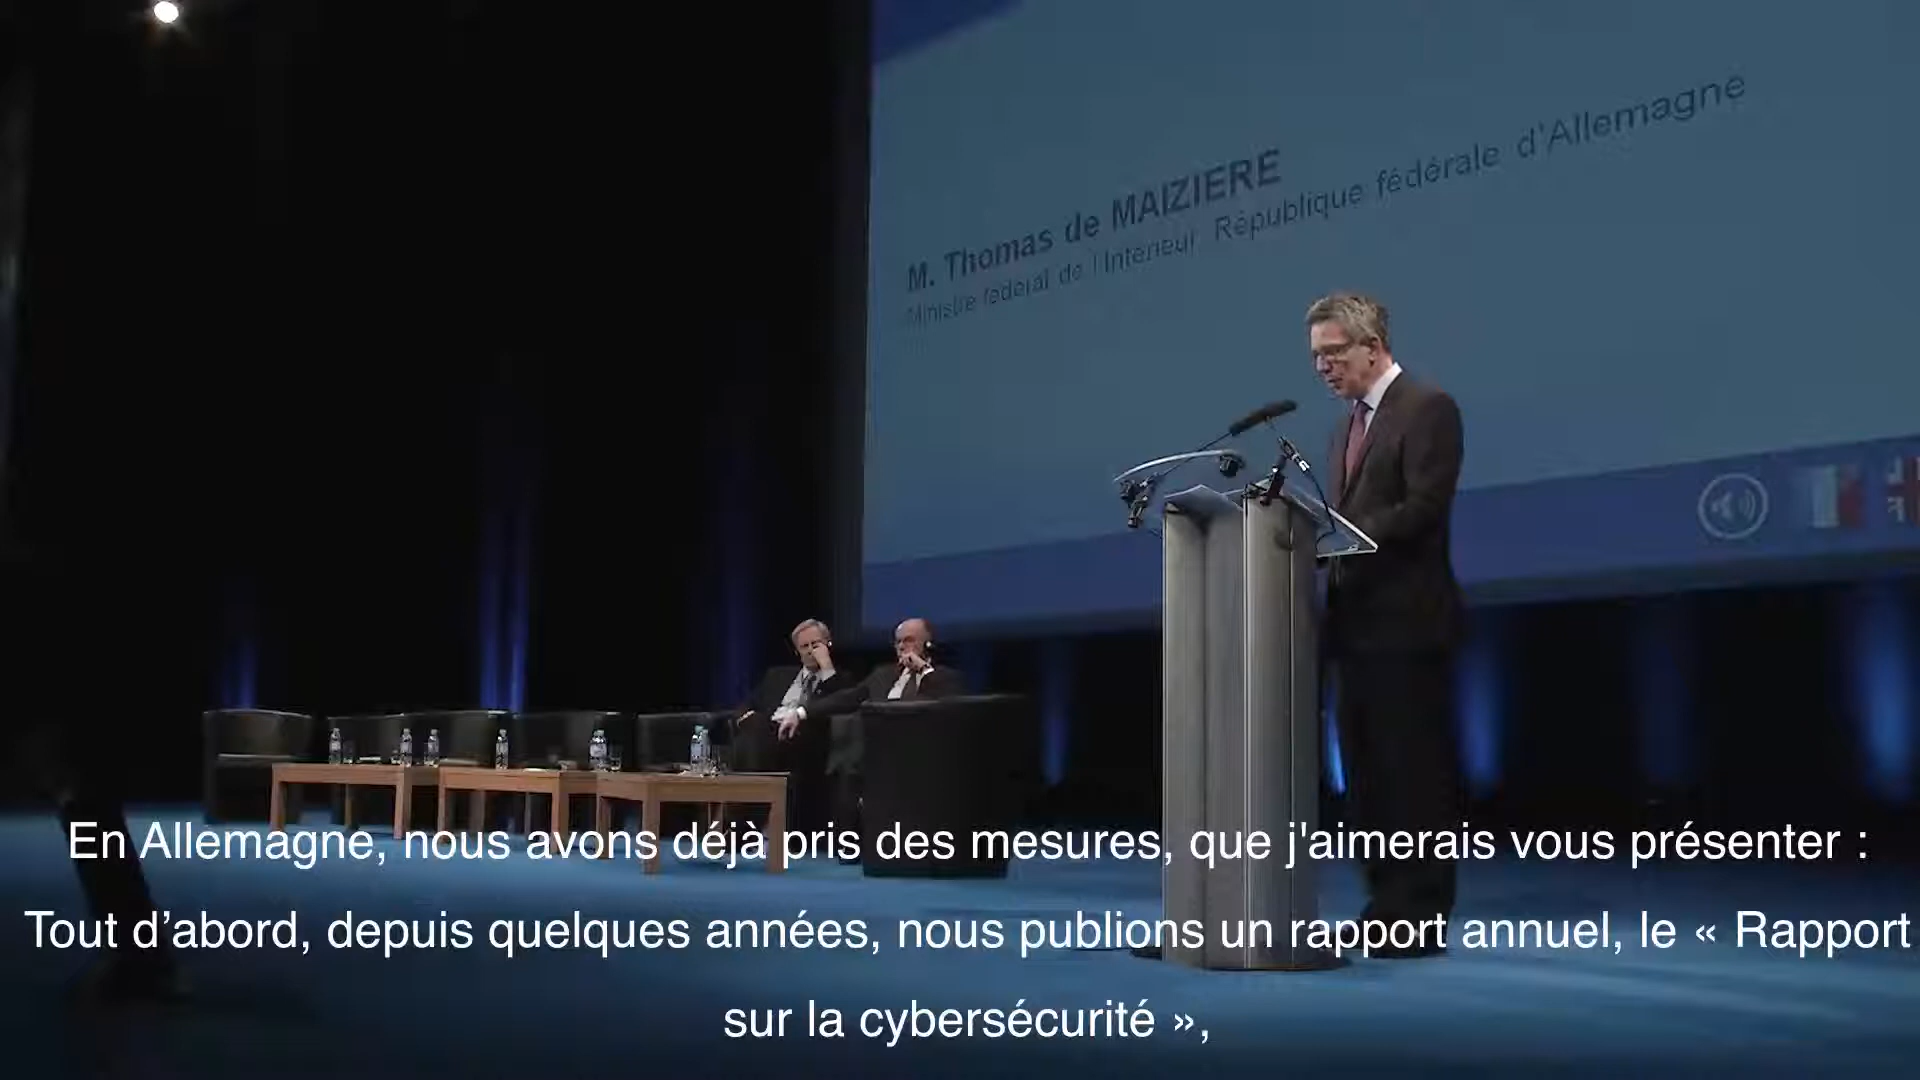 M. Thomas de MAIZIERE
Ministre fédéral de l'Intérieur République fédérale d'Allemagne
En Allemagne, nous avons déjà pris des mesures, que j'aimerais vous présenter :
Tout d’abord, depuis quelques années, nous publions un rapport annuel, le « Rapport
sur la cybersécurité »,